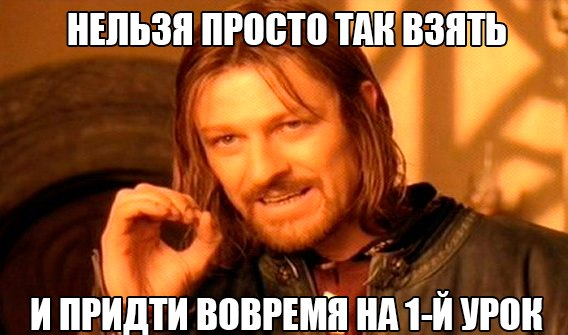 НЕЛЬЗЯ ПРОСТО ТАК ВЗЯТЬ
И ПРИДТИ ВОВРЕМЯ НА 1-Й УРОК